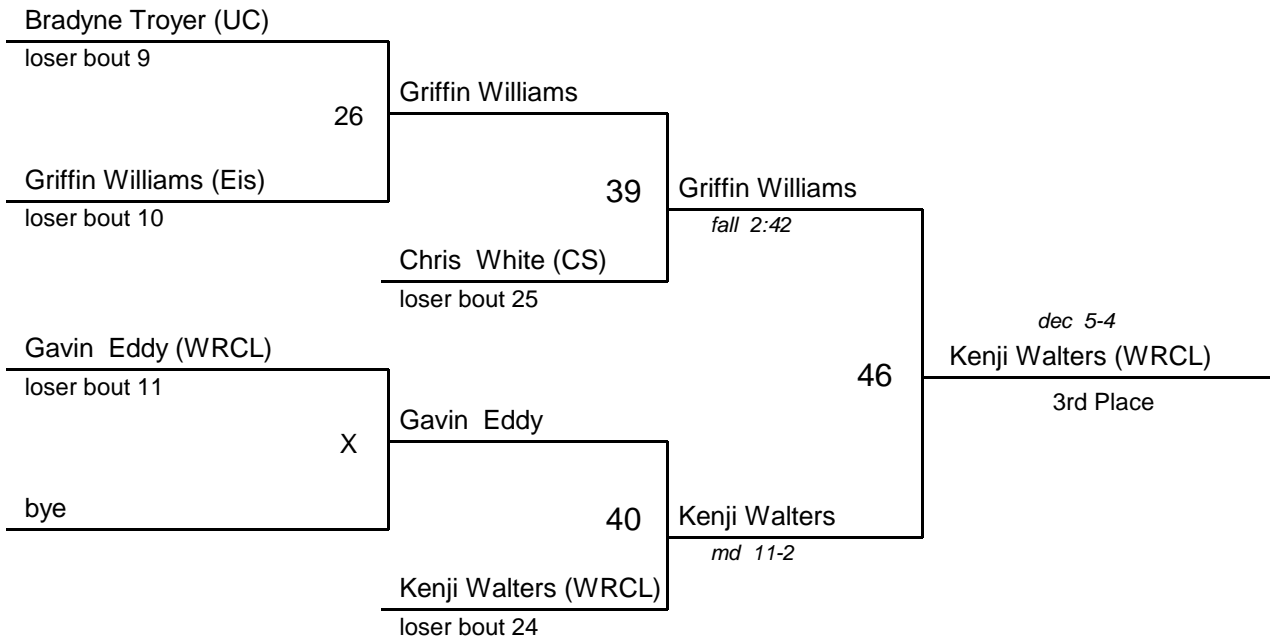 Bradyne Troyer (UC)
loser bout 9
Griffin Williams
26
Griffin Williams (Eis)
39
Griffin Williams
loser bout 10
fall 2:42
Chris White (CS)
loser bout 25
dec 5-4
Gavin Eddy (WRCL)
Kenji Walters (WRCL)
loser bout 11
46
3rd Place
Gavin Eddy
X
bye
40
Kenji Walters
md 11-2
Kenji Walters (WRCL)
loser bout 24